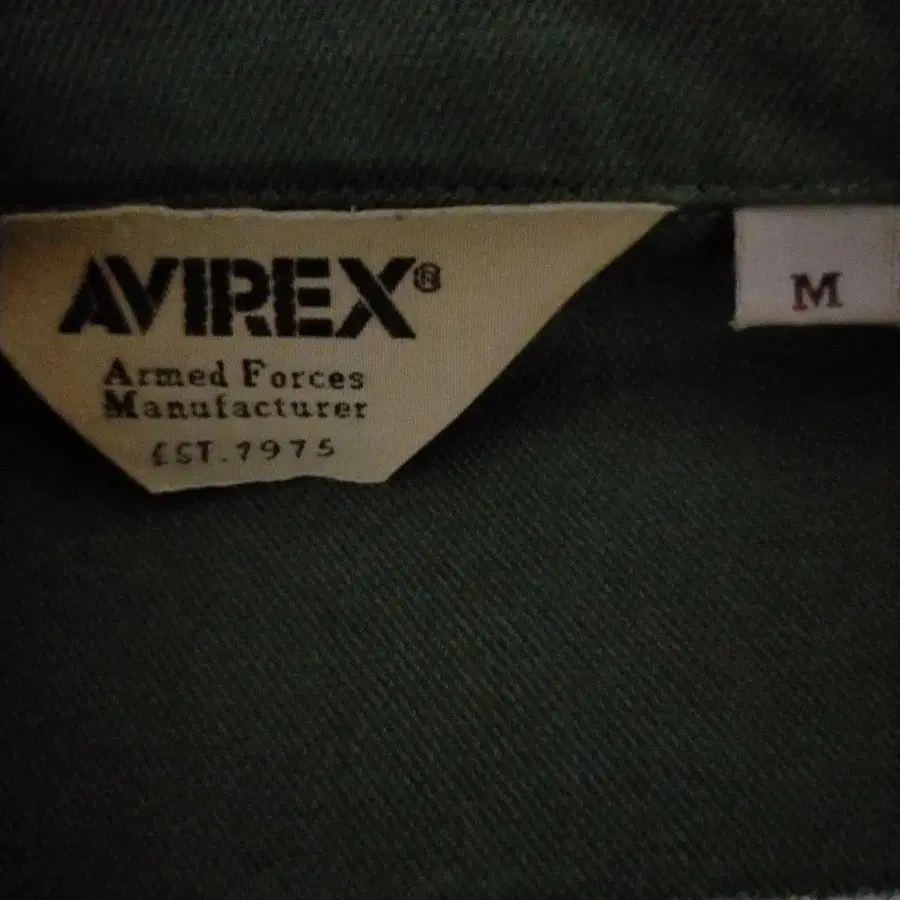 AVIREX®
Armed Forces
Manufacturer
EST.1975
M